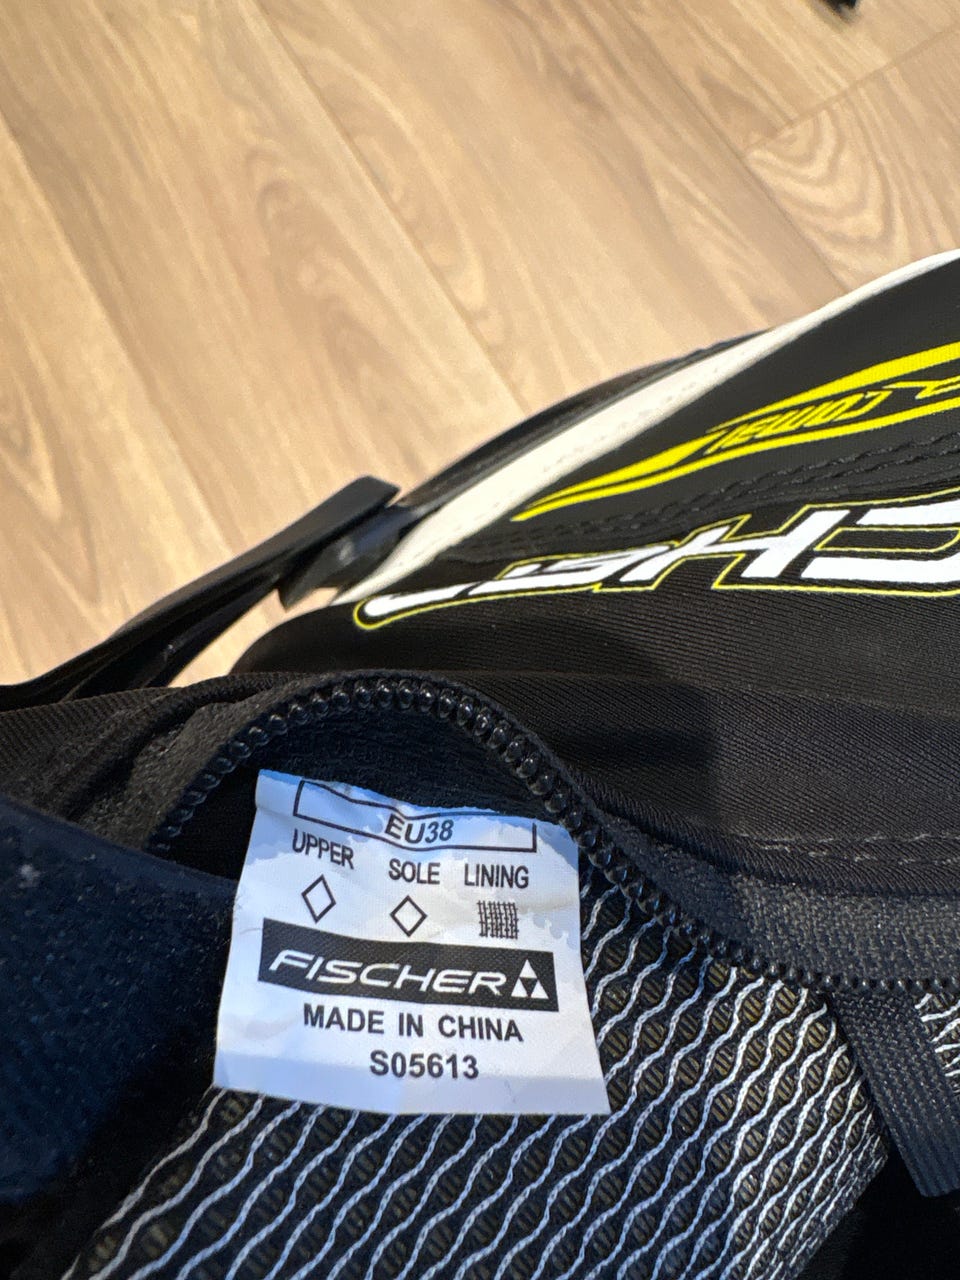 EU38
UPPER SOLE LINING
FISCHER
MADE IN CHINA
S05613